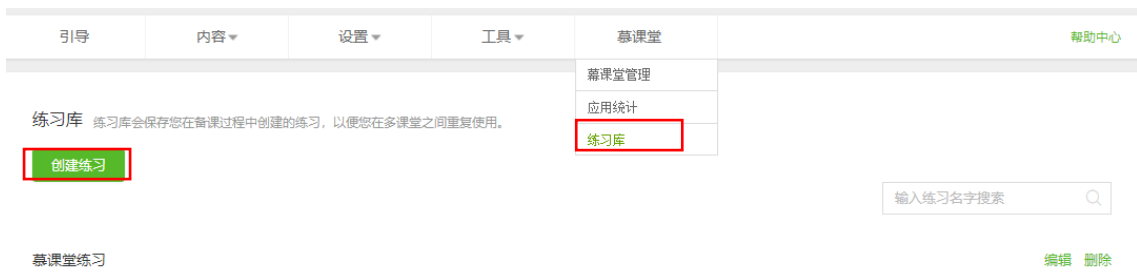 引导 内容 设置 工具 慕课堂 帮助中心
幕课堂管理
应用统计
练习库
练习库 练习库会保存您在备课过程中创建的练习，以便您在多课堂之间重复使用。
创建练习
输入练习名字搜索
慕课堂练习 编辑 删除